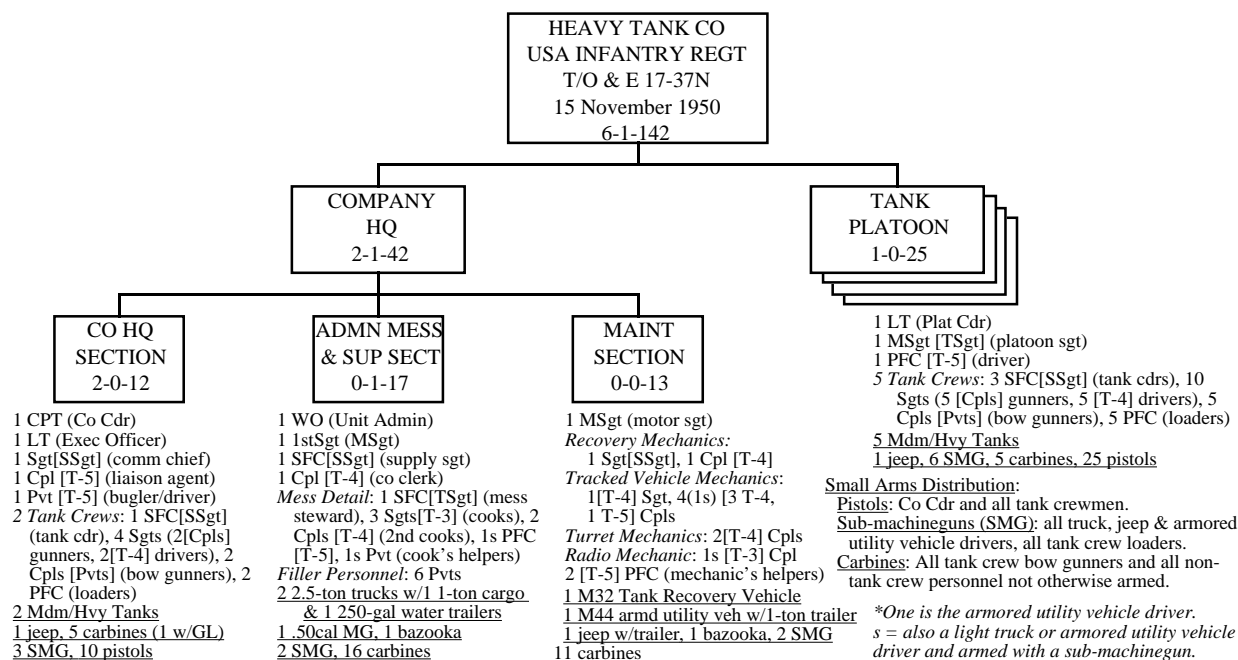 HEAVY TANK CO
USA INFANTRY REGT
T/O & E 17-37N
15 November 1950
6-1-142
COMPANY
HQ
2-1-42
TANK
PLATOON
1-0-25
CO HQ
SECTION
2-0-12
1 CPT (Co Cdr)
1 LT (Exec Officer)
1 Sgt[SSgt] (comm chief)
1 Cpl [T-5] (liaison agent)
1 Pvt [T-5] (bugler/driver)
2 Tank Crews: 1 SFC[SSgt]
(tank cdr), 4 Sgts (2[Cpls]
gunners, 2[T-4] drivers), 2
Cpls [Pvts] (bow gunners), 2
PFC (loaders)
2 Mdm/Hvy Tanks
1 jeep, 5 carbines (1 w/GL)
3 SMG, 10 pistols
ADMN MESS
& SUP SECT
0-1-17
1 WO (Unit Admin)
1 1stSgt (MSgt)
1 SFC[SSgt] (supply sgt)
1 Cpl [T-4] (co clerk)
Mess Detail: 1 SFC[TSgt] (mess
steward), 3 Sgts[T-3] (cooks), 2
Cpls [T-4] (2nd cooks), 1s PFC
[T-5], 1s Pvt (cook's helpers)
Filler Personnel: 6 Pvts
2 2.5-ton trucks w/1 1-ton cargo
& 1 250-gal water trailers
1 .50cal MG, 1 bazooka
2 SMG, 16 carbines
MAINT
SECTION
0-0-13
1 MSgt (motor sgt)
Recovery Mechanics:
1 Sgt[SSgt], 1 Cpl [T-4]
Tracked Vehicle Mechanics:
1[T-4] Sgt, 4(1s) [3 T-4,
1 T-5] Cpls
Turret Mechanics: 2[T-4] Cpls
Radio Mechanic: 1s [T-3] Cpl
2 [T-5] PFC (mechanic's helpers)
1 M32 Tank Recovery Vehicle
1 M44 armd utility veh w/1-ton trailer
1 jeep w/trailer, 1 bazooka, 2 SMG
11 carbines
1 LT (Plat Cdr)
1 MSgt [TSgt] (platoon sgt)
1 PFC [T-5] (driver)
5 Tank Crews: 3 SFC[SSgt] (tank cdrs), 10
Sgts (5 [Cpls] gunners, 5 [T-4] drivers), 5
Cpls [Pvts] (bow gunners), 5 PFC (loaders)
5 Mdm/Hvy Tanks
1 jeep, 6 SMG, 5 carbines, 25 pistols
Small Arms Distribution:
Pistols: Co Cdr and all tank crewmen.
Sub-machineguns (SMG): all truck, jeep & armored
utility vehicle drivers, all tank crew loaders.
Carbines: All tank crew bow gunners and all non-
tank crew personnel not otherwise armed.
*One is the armored utility vehicle driver.
s = also a light truck or armored utility vehicle
driver and armed with a sub-machinegun.